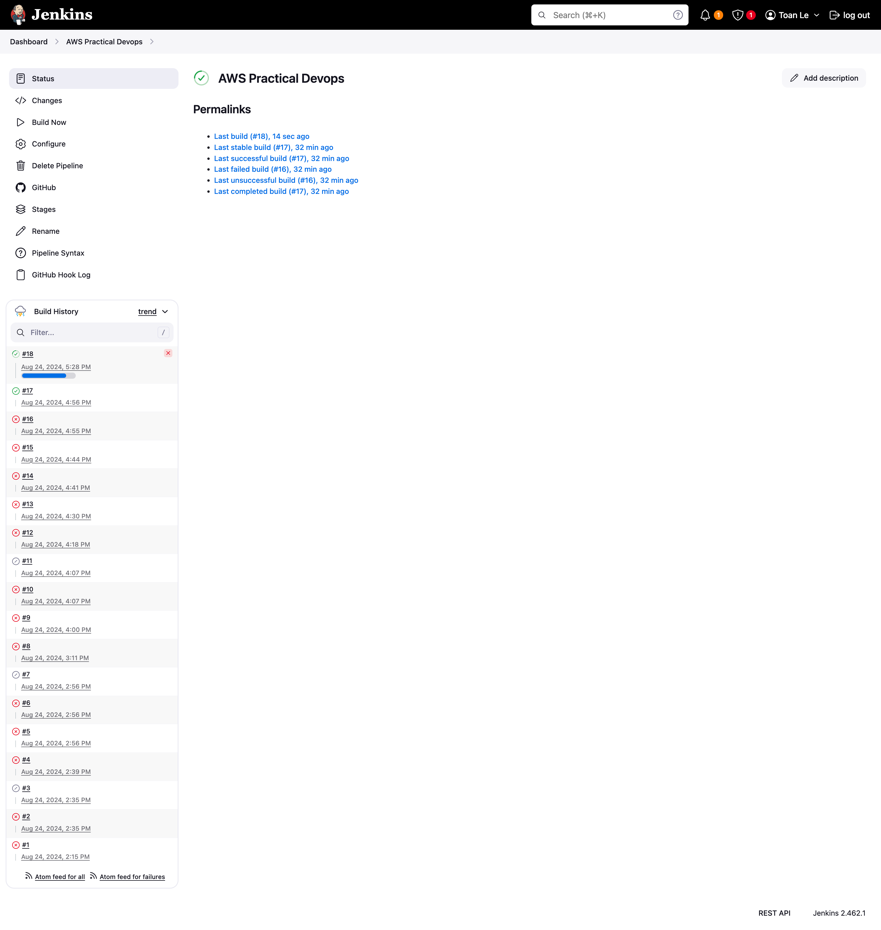 Jenkins
Search (⌘+K)
1
1
Toan Le
log out
Dashboard
AWS Practical Devops
Status
Changes
Build Now
Configure
Delete Pipeline
GitHub
Stages
Rename
Pipeline Syntax
GitHub Hook Log
AWS Practical Devops
Add description
Permalinks
Last build (#18), 14 sec ago
Last stable build (#17), 32 min ago
Last successful build (#17), 32 min ago
Last failed build (#16), 32 min ago
Last unsuccessful build (#16), 32 min ago
Last completed build (#17), 32 min ago
Build History
trend
Filter... /
#18
Aug 24, 2024, 5:28 PM
#17
Aug 24, 2024, 4:56 PM
#16
Aug 24, 2024, 4:55 PM
#15
Aug 24, 2024, 4:44 PM
#14
Aug 24, 2024, 4:41 PM
#13
Aug 24, 2024, 4:30 PM
#12
Aug 24, 2024, 4:18 PM
#11
Aug 24, 2024, 4:07 PM
#10
Aug 24, 2024, 4:07 PM
#9
Aug 24, 2024, 4:00 PM
#8
Aug 24, 2024, 3:11 PM
#7
Aug 24, 2024, 2:56 PM
#6
Aug 24, 2024, 2:56 PM
#5
Aug 24, 2024, 2:56 PM
#4
Aug 24, 2024, 2:39 PM
#3
Aug 24, 2024, 2:35 PM
#2
Aug 24, 2024, 2:35 PM
#1
Aug 24, 2024, 2:15 PM
Atom feed for all
Atom feed for failures
REST API
Jenkins 2.462.1